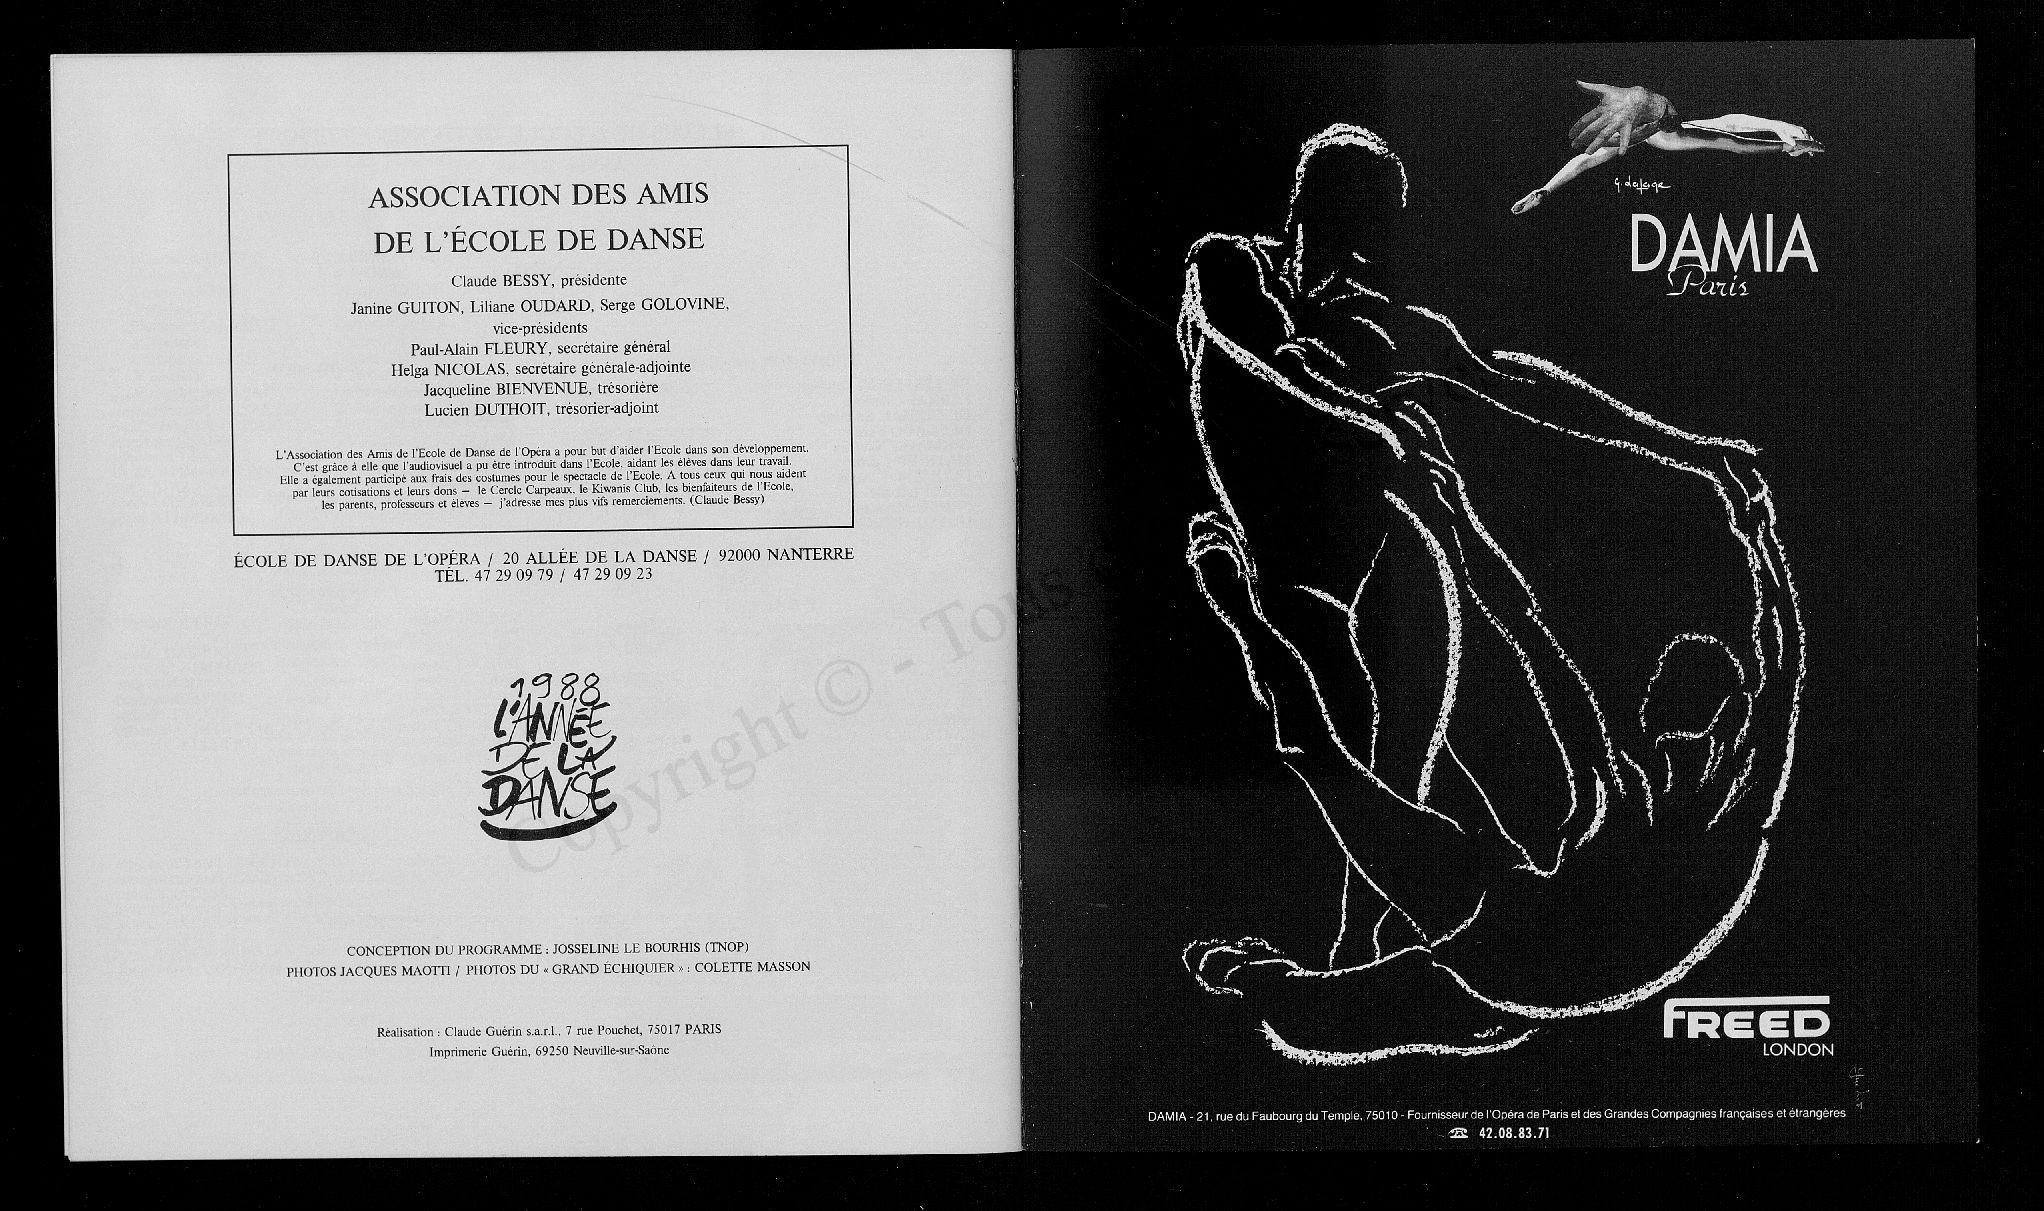 ASSOCIATION DES AMIS
DE L'ÉCOLE DE DANSE
Claude BESSY, présidente
Janine GUITON, Liliane OUDARD, Serge GOLOVINE,
vice-présidents
Paul-Alain FLEURY, secrétaire général
Helga NICOLAS, secrétaire générale-adjointe
Jacqueline BIENVENUE, trésorière
Lucien DUTHOIT, trésorier-adjoint
L'Association des Amis de l'Ecole de Danse de l'Opéra a pour but d'aider l'Ecole dans son développement.
C'est grâce à elle que l'audiovisuel a pu être introduit dans l'Ecole, aidant les élèves dans leur travail.
Elle a également participé aux frais des costumes pour le spectacle de l'Ecole. A tous ceux qui nous aident
par leurs cotisations et leurs dons — le Cercle Carpeaux, le Kiwanis Club, les bienfaiteurs de l'Ecole,
les parents, professeurs et élèves — j'adresse mes plus vifs remerciements. (Claude Bessy)
ÉCOLE DE DANSE DE L'OPÉRA / 20 ALLÉE DE LA DANSE / 92000 NANTERRE
TÉL. 47 29 09 79 / 47 29 09 23
1988
L'ANNÉE
DE LA
DANSE
Copyright © - Tous
CONCEPTION DU PROGRAMME : JOSSELINE LE BOURHIS (TNOP)
PHOTOS JACQUES MAOTTI / PHOTOS DU « GRAND ÉCHIQUIER » : COLETTE MASSON
Réalisation : Claude Guérin s.a.r.l., 7 rue Pouchet, 75017 PARIS
Imprimerie Guérin, 69250 Neuville-sur-Saône
G. dafage
DAMIA
Paris
FREED
LONDON
DAMIA - 21, rue du Faubourg du Temple, 75010 - Fournisseur de l'Opéra de Paris et des Grandes Compagnies françaises et étrangères
☎ 42.08.83.71